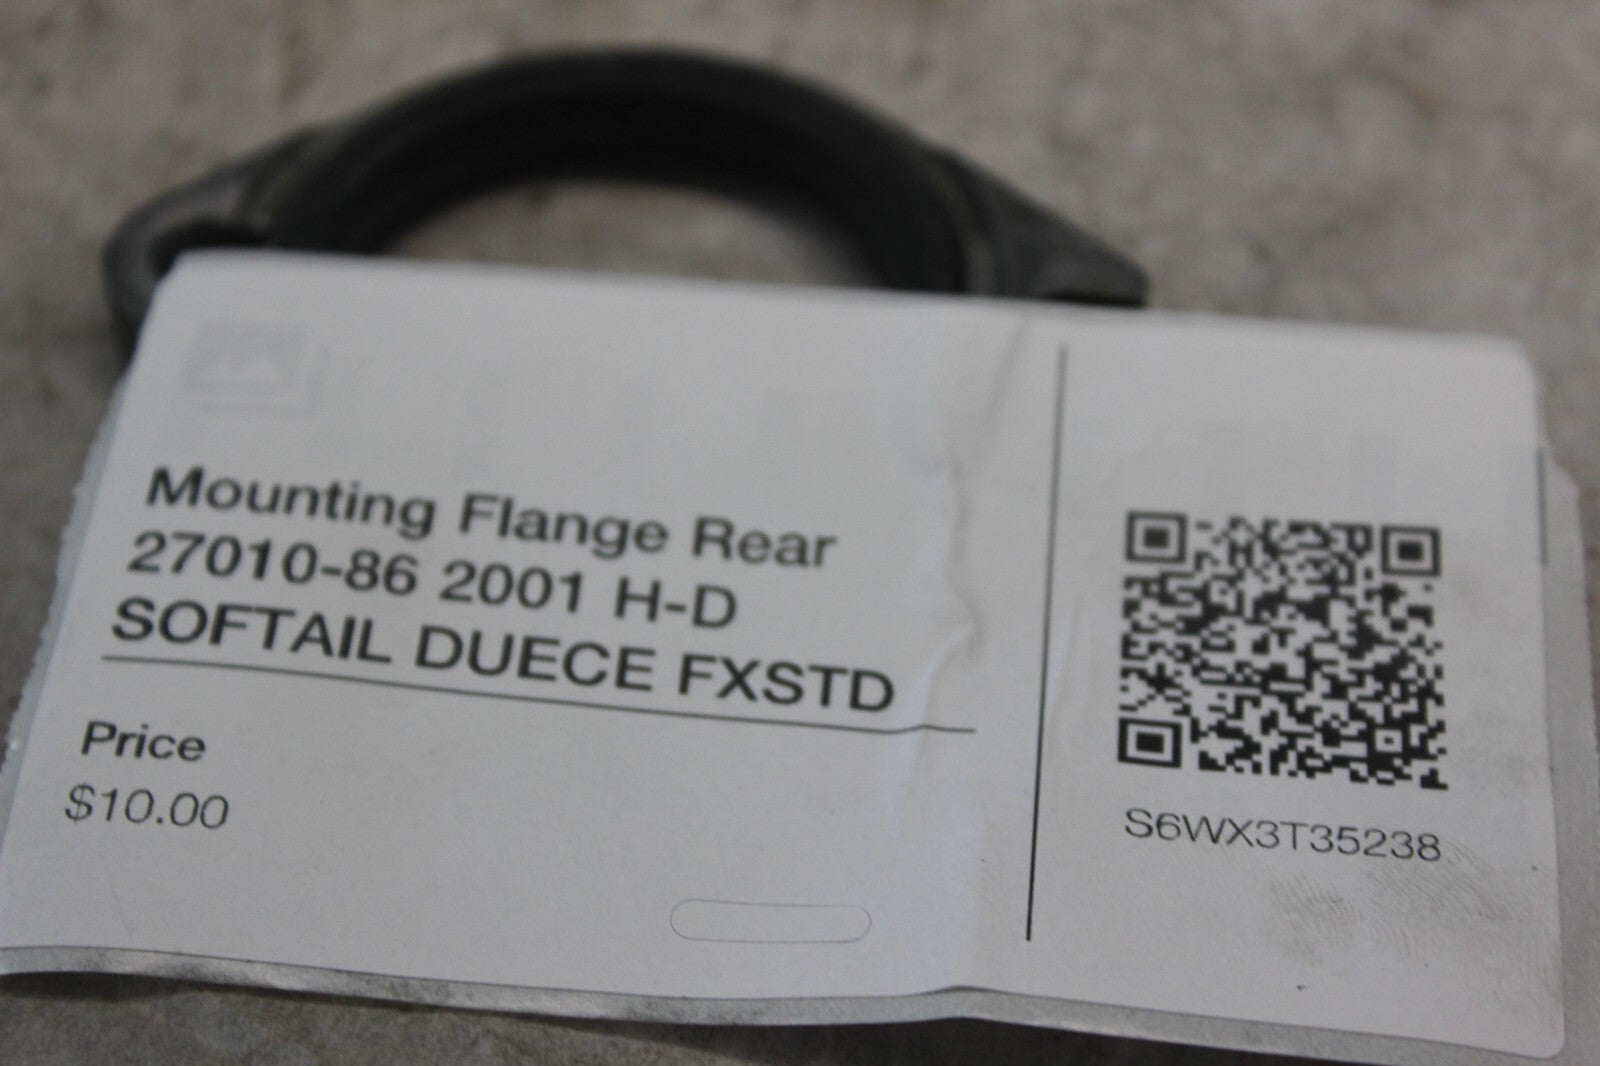 Mounting Flange Rear
27010-86 2001 H-D
SOFTAIL DUECE FXSTD
Price
$10.00
S6WX3T35238